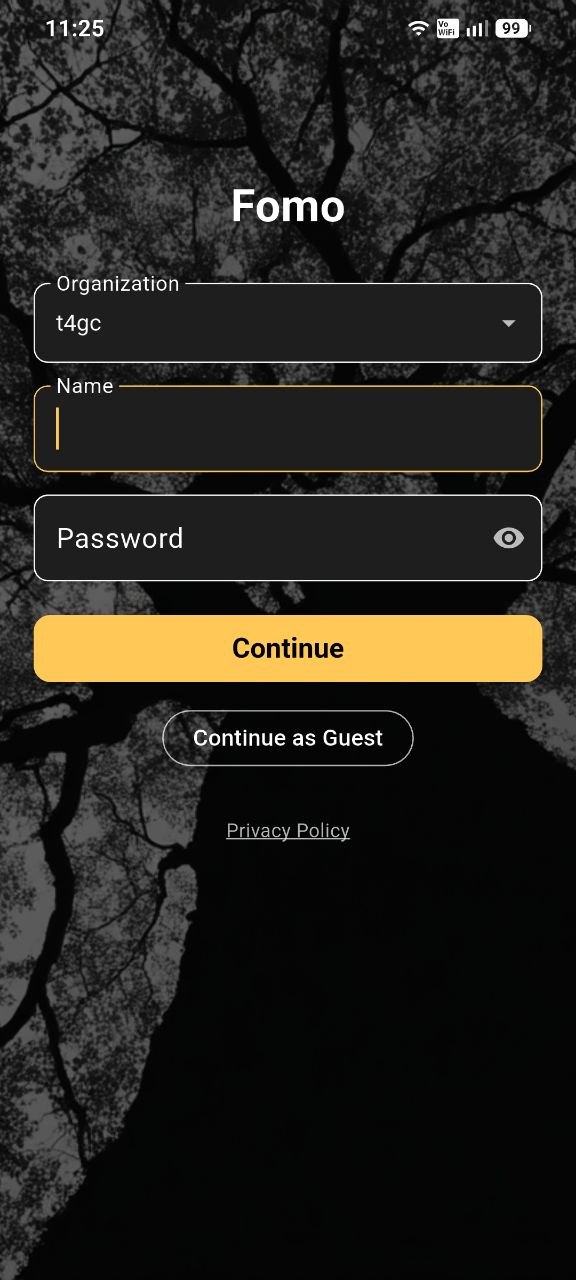 11:25
Vo
WiFi
99
Fomo
Organization
t4gc
Name
Password
Continue
Continue as Guest
Privacy Policy